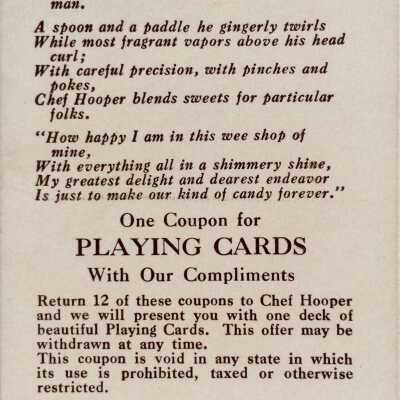 man.
A spoon and a paddle he gingerly twirls
While most fragrant vapors above his head
curl;
With careful precision, with pinches and
pokes,
Chef Hooper blends sweets for particular
folks.
"How happy I am in this wee shop of
mine,
With everything all in a shimmery shine,
My greatest delight and dearest endeavor
Is just to make our kind of candy forever."
One Coupon for
PLAYING CARDS
With Our Compliments
Return 12 of these coupons to Chef Hooper
and we will present you with one deck of
beautiful Playing Cards. This offer may be
withdrawn at any time.
This coupon is void in any state in which
its use is prohibited, taxed or otherwise
restricted.